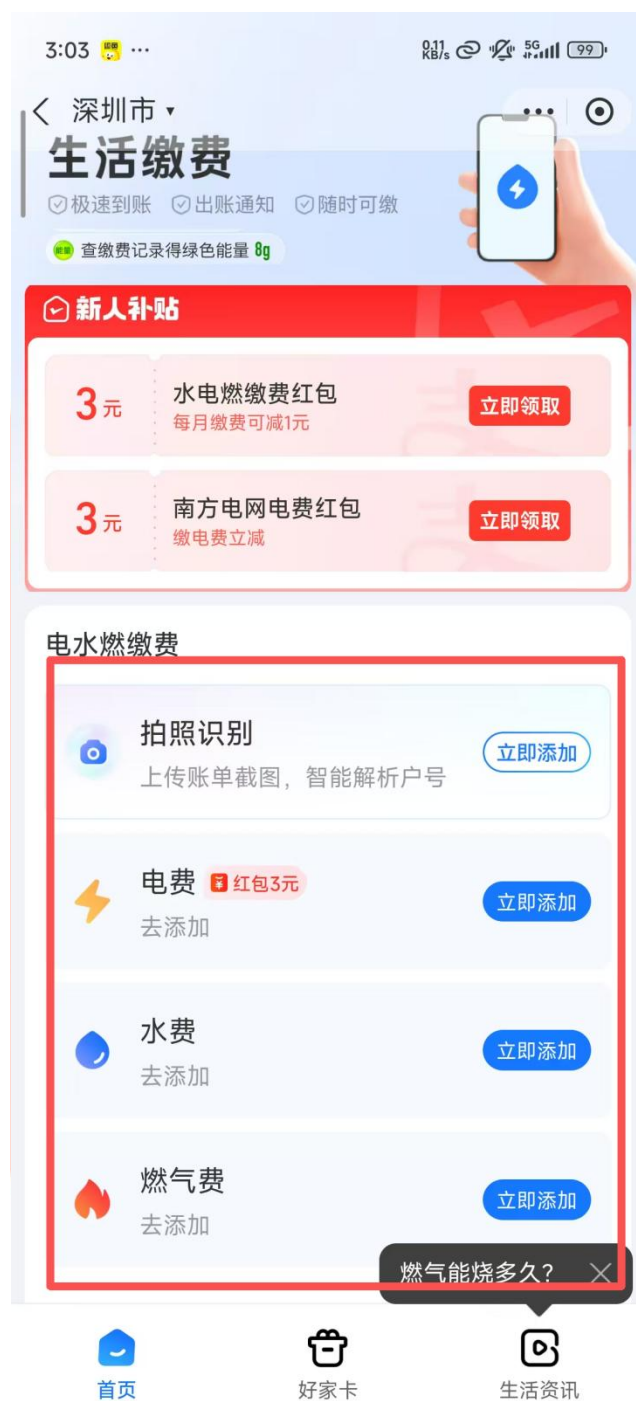 3:03 ···
0.11 KB/s 5G 99
深圳市
生活缴费
极速到账 出账通知 随时可缴
查缴费记录得绿色能量 8g
新人补贴
3元
水电燃缴费红包
每月缴费可减1元
立即领取
3元
南方电网电费红包
缴电费立减
立即领取
电水燃缴费
拍照识别
上传账单截图，智能解析户号
立即添加
电费 红包3元
去添加
立即添加
水费
去添加
立即添加
燃气费
去添加
立即添加
燃气能烧多久？
首页 好家卡 生活资讯